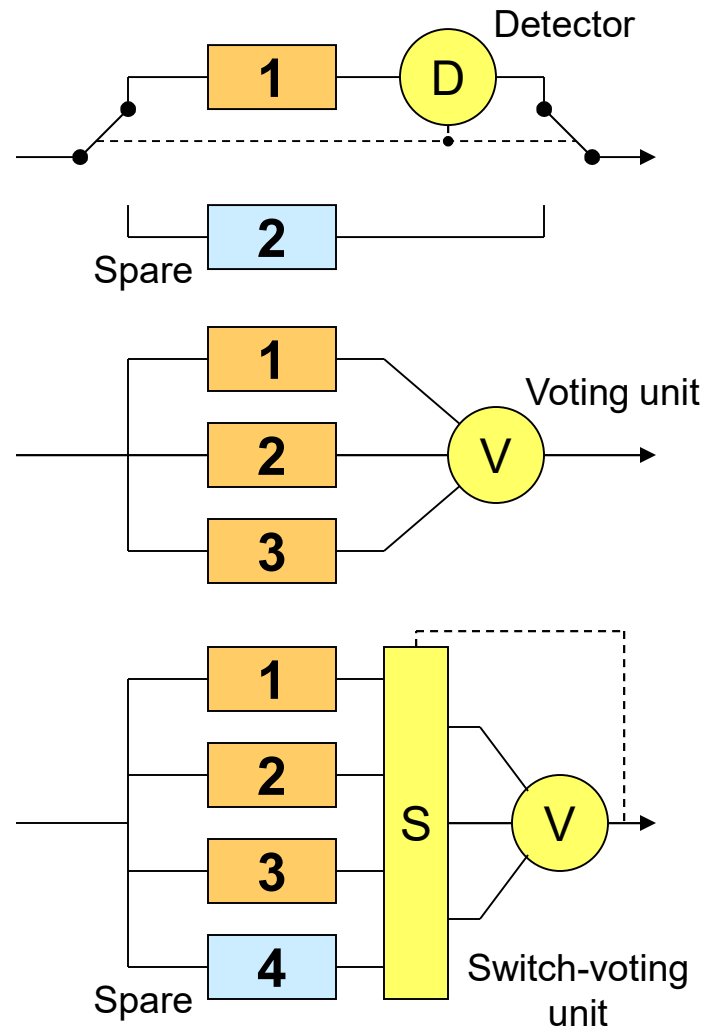 Detector
1
D
2
Spare
1
Voting unit
2
V
3
1
2
S
V
3
4
Spare
Switch-voting
unit